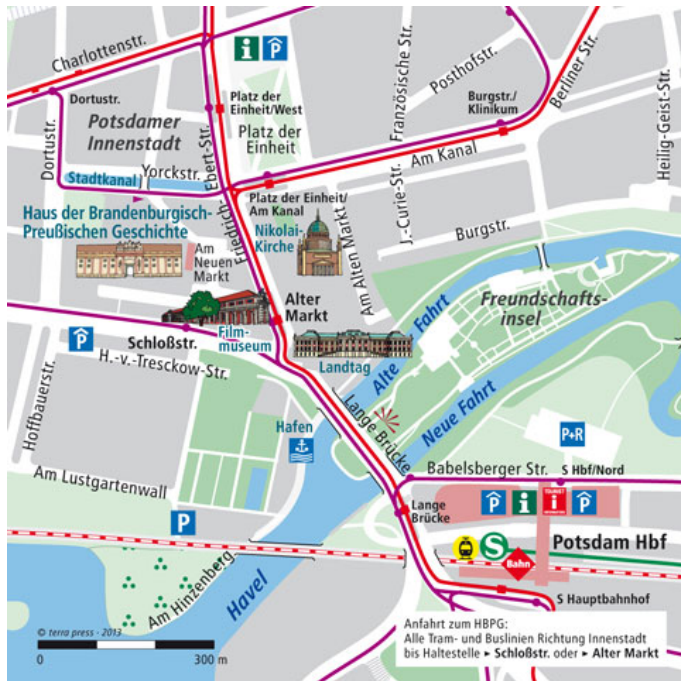 Charlottenstr.
Dortustr.
Potsdamer
Innenstadt
Dortustr.
Stadtkanal
Yorckstr.
i
P
Platz der
Einheit/West
Platz der
Einheit
Französische Str.
Posthofstr.
Burgstr./
Klinikum
Berliner Str.
Heilig-Geist-Str.
Am Kanal
Friedrich-Ebert-Str.
Platz der Einheit/
Am Kanal
J.-Curie-Str.
Burgstr.
Haus der Brandenburgisch-
Preußischen Geschichte
Am
Neuen
Markt
Nikolai-
Kirche
Am Alten Markt
Alter
Markt
Film-
museum
Landtag
Schloßstr.
P
H.-v.-Tresckow-Str.
Hoffbauerstr.
Alte Fahrt
Freundschafts-
insel
Neue Fahrt
Lange Brücke
Hafen
P+R
Babelsberger Str.
S Hbf/Nord
Am Lustgartenwall
P
Lange
Brücke
P
i
TOURIST
i
P
Potsdam Hbf
S
Bahn
Am Hinzenberg
Havel
S Hauptbahnhof
© terra press - 2013
0
300 m
Anfahrt zum HBPG:
Alle Tram- und Buslinien Richtung Innenstadt
bis Haltestelle ▸ Schloßstr. oder ▸ Alter Markt